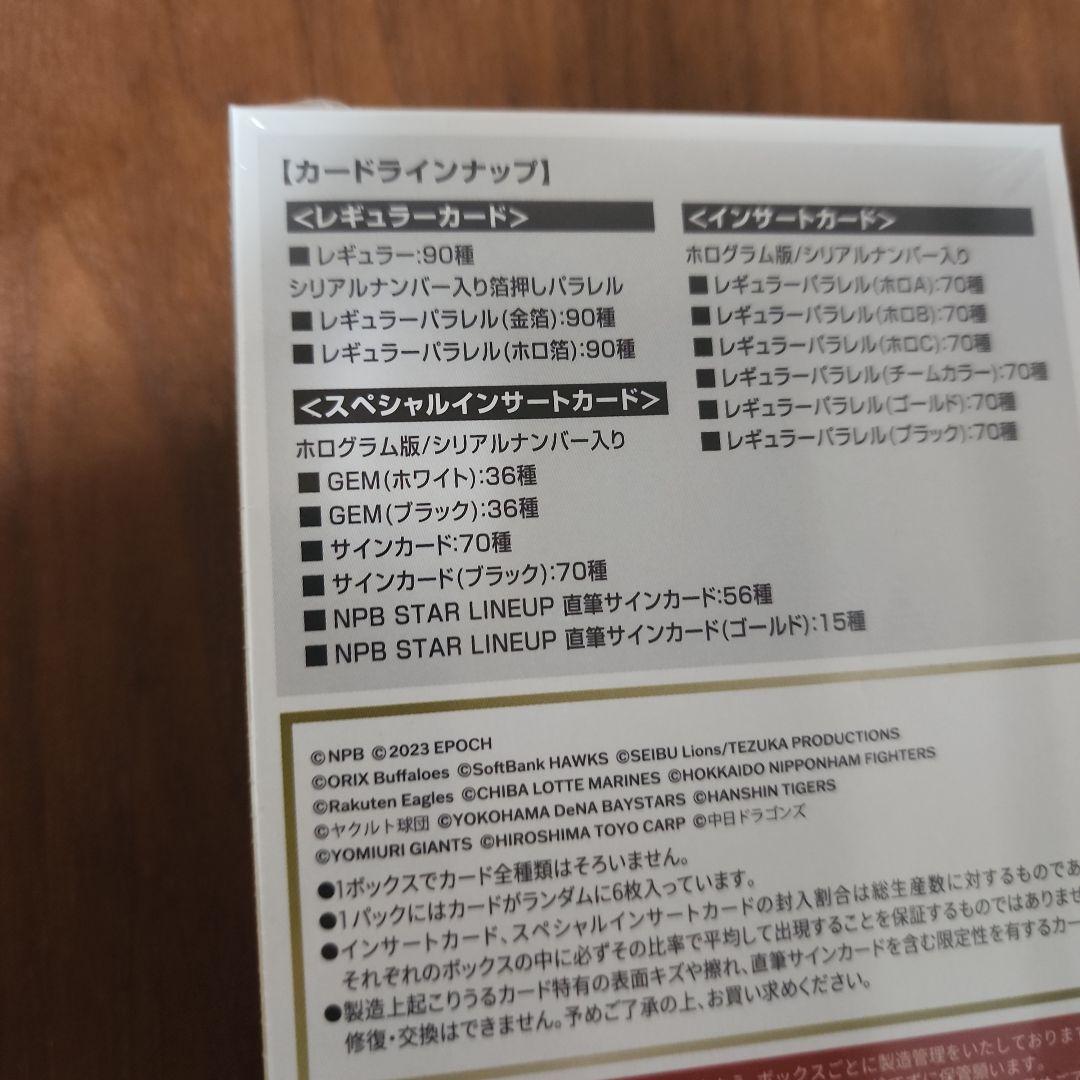 【カードラインナップ】
<レギュラーカード>
■レギュラー:90種
シリアルナンバー入り箔押しパラレル
■レギュラーパラレル(金箔):90種
■レギュラーパラレル(ホロ箔):90種
<スペシャルインサートカード>
ホログラム版/シリアルナンバー入り
■GEM(ホワイト):36種
■GEM(ブラック):36種
■サインカード:70種
■サインカード(ブラック):70種
■NPB STAR LINEUP 直筆サインカード:56種
■NPB STAR LINEUP 直筆サインカード(ゴールド):15種
<インサートカード>
ホログラム版/シリアルナンバー入り
■レギュラーパラレル(ホロA):70種
■レギュラーパラレル(ホロB):70種
■レギュラーパラレル(ホロC):70種
■レギュラーパラレル(チームカラー):70種
■レギュラーパラレル(ゴールド):70種
■レギュラーパラレル(ブラック):70種
©NPB ©2023 EPOCH
©ORIX Buffaloes ©SoftBank HAWKS ©SEIBU Lions/TEZUKA PRODUCTIONS
©Rakuten Eagles ©CHIBA LOTTE MARINES ©HOKKAIDO NIPPONHAM FIGHTERS
©ヤクルト球団 ©YOKOHAMA DeNA BAYSTARS ©HANSHIN TIGERS
©YOMIURI GIANTS ©HIROSHIMA TOYO CARP ©中日ドラゴンズ
●1ボックスでカード全種類はそろいません。
●1パックにはカードがランダムに6枚入っています。
●インサートカード、スペシャルインサートカードの封入割合は総生産数に対するものであ
それぞれのボックスの中に必ずその比率で平均して出現することを保証するものではありませ
●製造上起こりうるカード特有の表面キズや擦れ、直筆サインカードを含む限定性を有するカー
修復・交換はできません。予めご了承の上、お買い求めください。
ボックスごとに製造管理をいたしております
に保管願います。